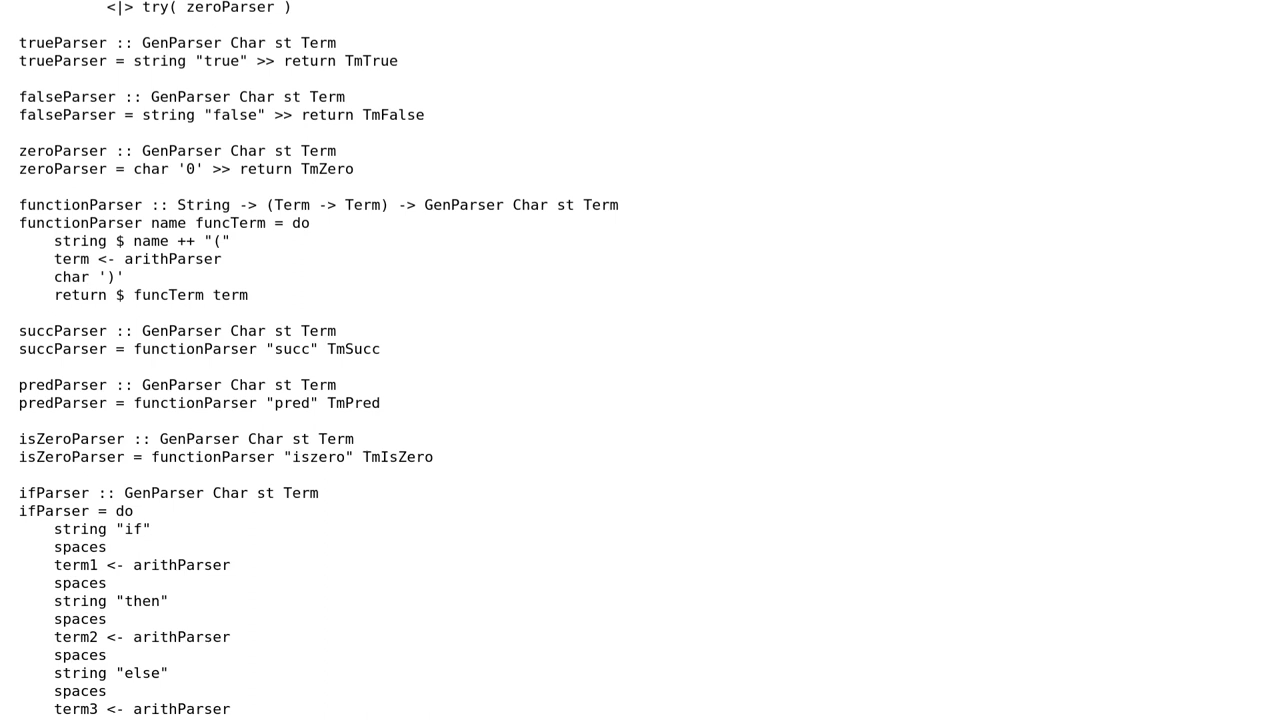 <|> try( zeroParser )
trueParser :: GenParser Char st Term
trueParser = string "true" >> return TmTrue
falseParser :: GenParser Char st Term
falseParser = string "false" >> return TmFalse
zeroParser :: GenParser Char st Term
zeroParser = char '0' >> return TmZero
functionParser :: String -> (Term -> Term) -> GenParser Char st Term
functionParser name funcTerm = do
    string $ name ++ "("
    term <- arithParser
    char ')'
    return $ funcTerm term
succParser :: GenParser Char st Term
succParser = functionParser "succ" TmSucc
predParser :: GenParser Char st Term
predParser = functionParser "pred" TmPred
isZeroParser :: GenParser Char st Term
isZeroParser = functionParser "iszero" TmIsZero
ifParser :: GenParser Char st Term
ifParser = do
    string "if"
    spaces
    term1 <- arithParser
    spaces
    string "then"
    spaces
    term2 <- arithParser
    spaces
    string "else"
    spaces
    term3 <- arithParser